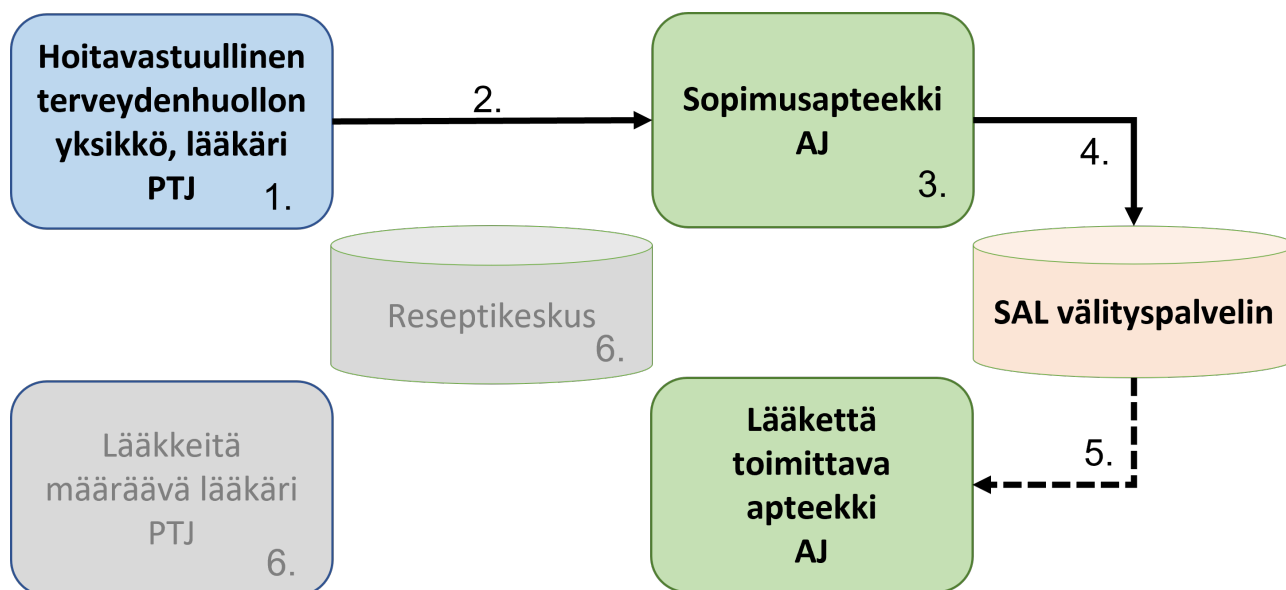 Hoitavastuullinen
terveydenhuollon
yksikkö, lääkäri
PTJ
1.
2.
Sopimusapteekki
AJ
3.
4.
Reseptikeskus
6.
SAL välityspalvelin
Lääkkeitä
määräävä lääkäri
PTJ
6.
Lääkettä
toimittava
apteekki
AJ
5.